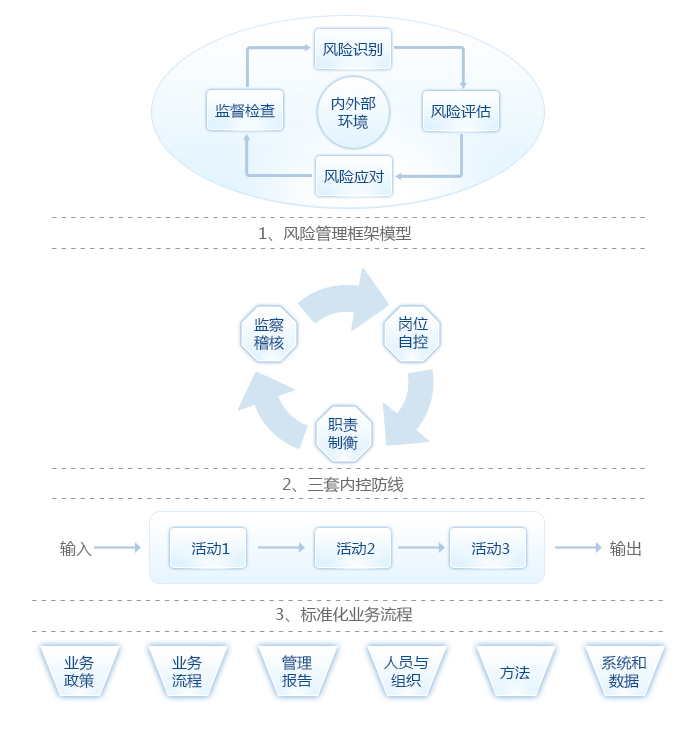 风险识别
监督检查
内外部
环境
风险评估
风险应对
1、风险管理框架模型
监察
稽核
岗位
自控
职责
制衡
2、三套内控防线
输入
活动1
活动2
活动3
输出
3、标准化业务流程
业务
政策
业务
流程
管理
报告
人员与
组织
方法
系统和
数据